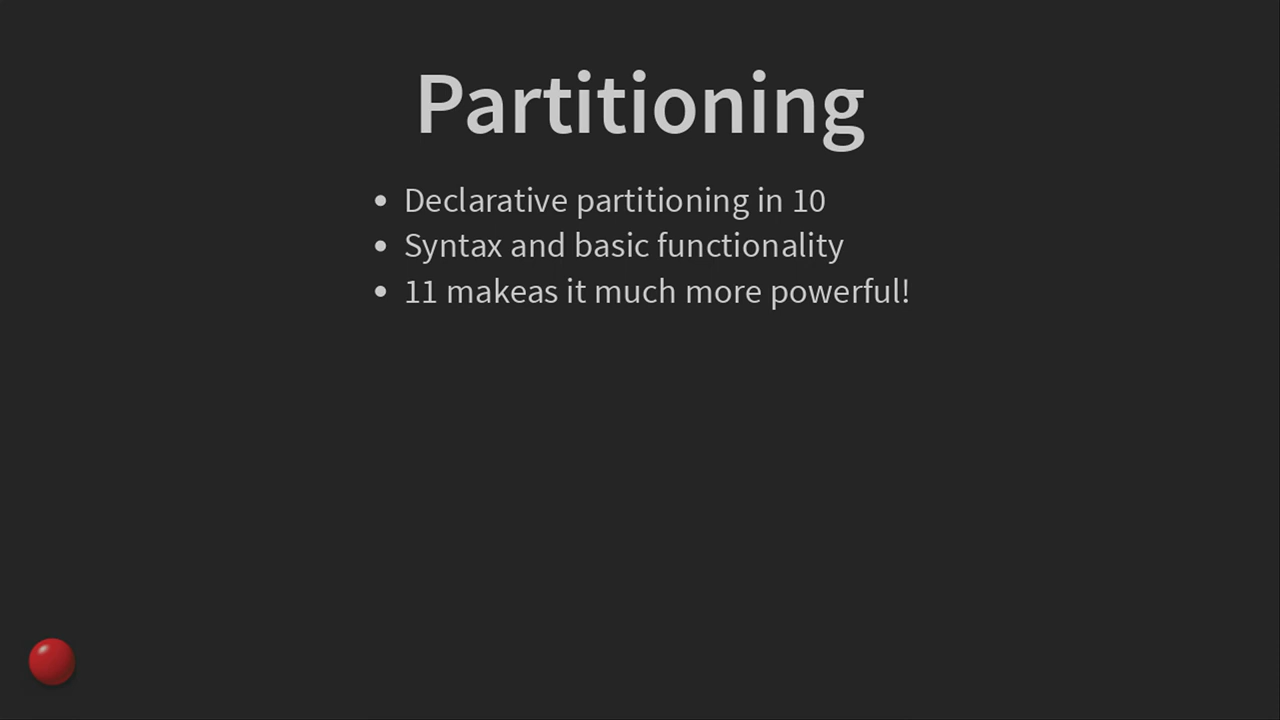 Partitioning
• Declarative partitioning in 10
• Syntax and basic functionality
• 11 makeas it much more powerful!